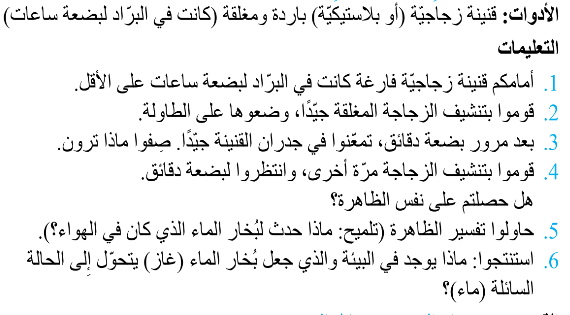 الأدوات: قنينة زجاجيّة (أو بلاستيكيّة) باردة ومغلقة (كانت في البرّاد لبضعة ساعات)
التعليمات
1. أمامكم قنينة زجاجيّة فارغة كانت في البرّاد لبضعة ساعات على الأقل.
2. قوموا بتنشيف الزجاجة المغلقة جيّدًا، وضعوها على الطاولة.
3. بعد مرور بضعة دقائق، تمعّنوا في جدران القنينة جيّدًا. صِفوا ماذا ترون.
4. قوموا بتنشيف الزجاجة مرّة أخرى، وانتظروا لبضعة دقائق.
هل حصلتم على نفس الظاهرة؟
5. حاولوا تفسير الظاهرة (تلميح: ماذا حدث لبُخار الماء الذي كان في الهواء؟).
6. استنتجوا: ماذا يوجد في البيئة والذي جعل بُخار الماء (غاز) يتحوّل إِلى الحالة
السائلة (ماء)؟